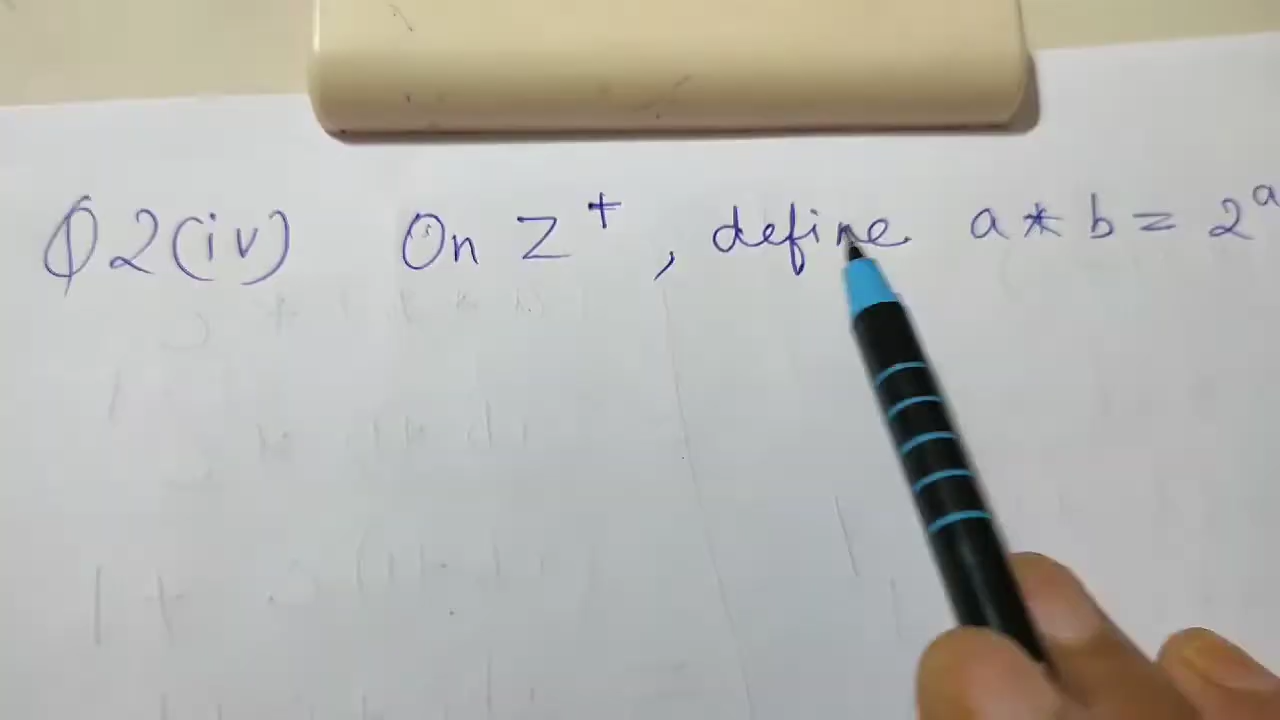 Q2(iv) On Z⁺, define a * b = 2ᵃ